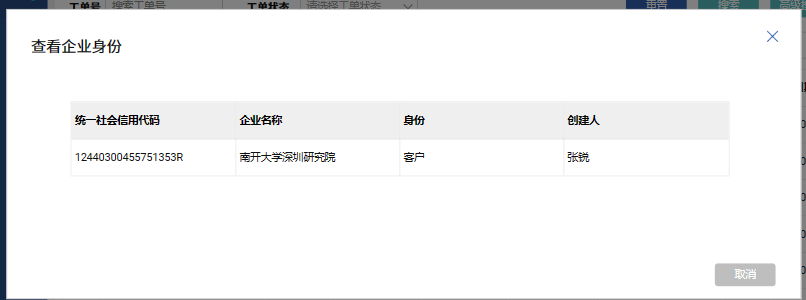 工单号 搜索工单号 工单状态 请选择工单状态 重置 搜索
查看企业身份
统一社会信用代码 企业名称 身份 创建人
12440300455751353R 南开大学深圳研究院 客户 张锐
取消